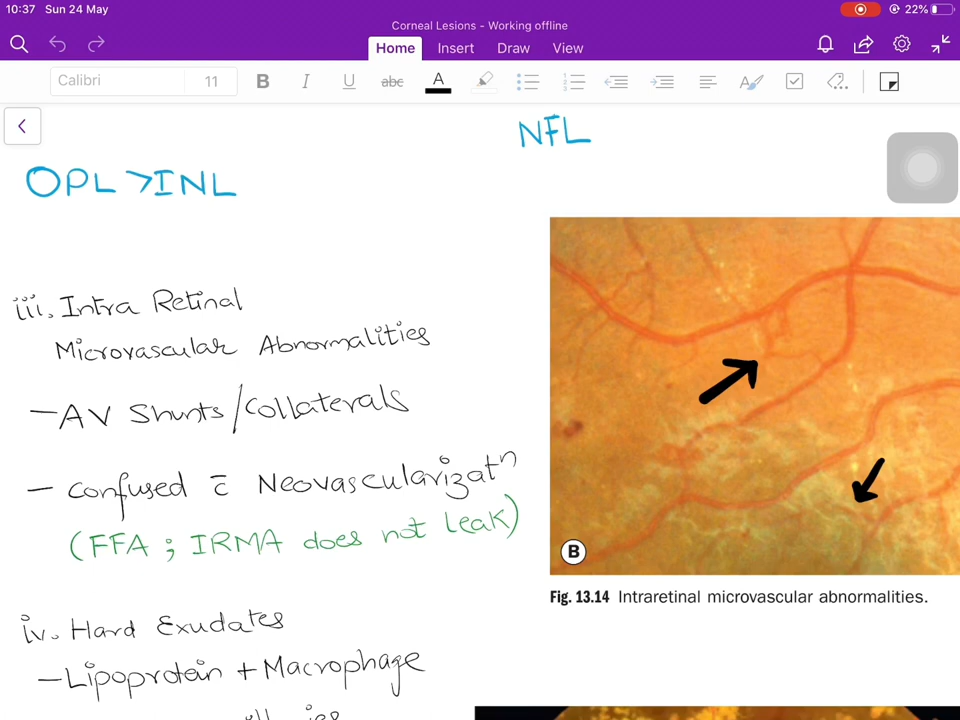 10:37 Sun 24 May
22%
Corneal Lesions - Working offline
Home Insert Draw View
Calibri 11 B I U abc A
NFL
OPL >INL
iii. Intra Retinal
Microvascular Abnormalities
- AV Shunts/Collaterals
- Confused c̄ Neovascularizatⁿ
(FFA ; IRMA does not leak)
B
Fig. 13.14 Intraretinal microvascular abnormalities.
iv. Hard Exudates
- Lipoprotein + Macrophage